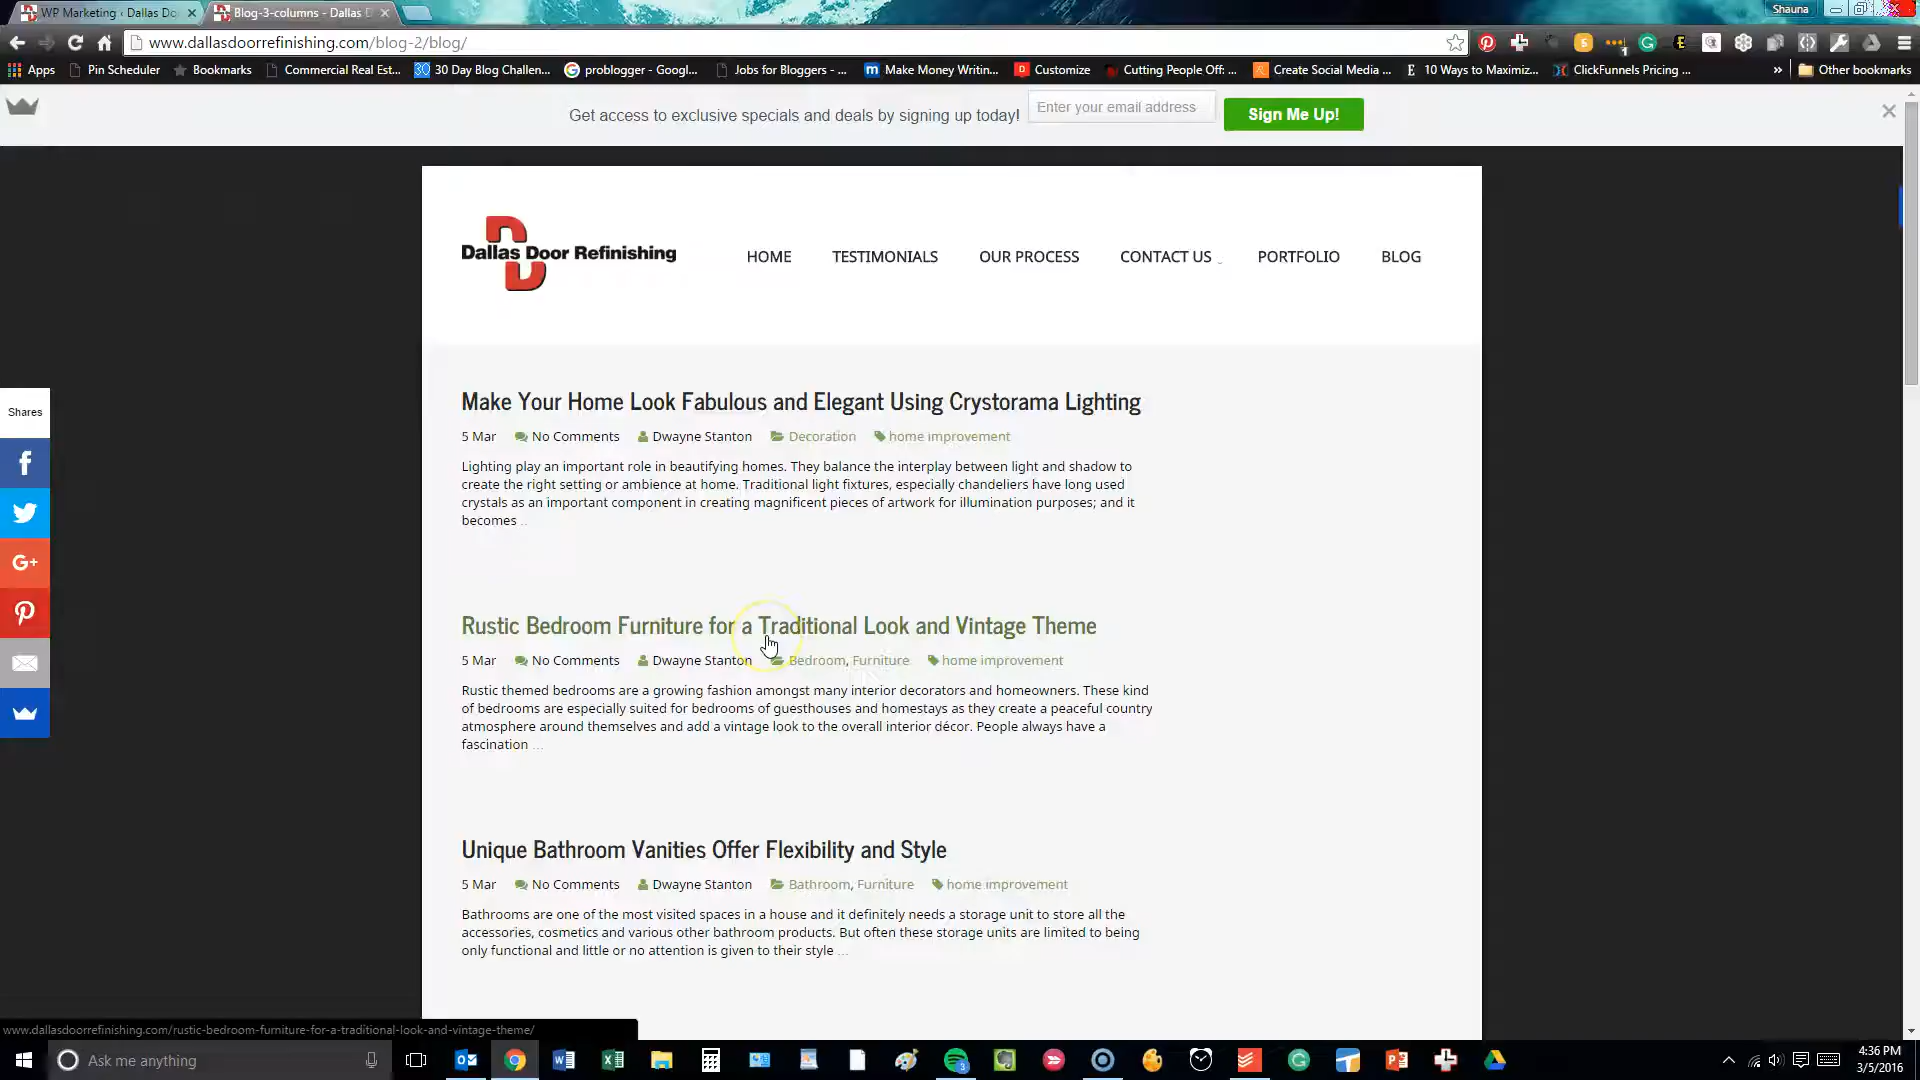 WP Marketing ‹ Dallas Do
Blog-3-columns - Dallas D
Shauna
www.dallasdoorrefinishing.com/blog-2/blog/
Apps
Pin Scheduler
Bookmarks
Commercial Real Est...
30 Day Blog Challen...
problogger - Googl...
Jobs for Bloggers - ...
Make Money Writin...
Customize
Cutting People Off: ...
Create Social Media ...
10 Ways to Maximiz...
ClickFunnels Pricing ...
»
Other bookmarks
Get access to exclusive specials and deals by signing up today!
Enter your email address
Sign Me Up!
Dallas Door Refinishing
HOME
TESTIMONIALS
OUR PROCESS
CONTACT US
PORTFOLIO
BLOG
Shares
Make Your Home Look Fabulous and Elegant Using Crystorama Lighting
5 Mar No Comments Dwayne Stanton Decoration home improvement
Lighting play an important role in beautifying homes. They balance the interplay between light and shadow to
create the right setting or ambience at home. Traditional light fixtures, especially chandeliers have long used
crystals as an important component in creating magnificent pieces of artwork for illumination purposes; and it
becomes ...
Rustic Bedroom Furniture for a Traditional Look and Vintage Theme
5 Mar No Comments Dwayne Stanton Bedroom, Furniture home improvement
Rustic themed bedrooms are a growing fashion amongst many interior decorators and homeowners. These kind
of bedrooms are especially suited for bedrooms of guesthouses and homestays as they create a peaceful country
atmosphere around themselves and add a vintage look to the overall interior décor. People always have a
fascination ...
Unique Bathroom Vanities Offer Flexibility and Style
5 Mar No Comments Dwayne Stanton Bathroom, Furniture home improvement
Bathrooms are one of the most visited spaces in a house and it definitely needs a storage unit to store all the
accessories, cosmetics and various other bathroom products. But often these storage units are limited to being
only functional and little or no attention is given to their style ...
www.dallasdoorrefinishing.com/rustic-bedroom-furniture-for-a-traditional-look-and-vintage-theme/
Ask me anything
4:36 PM
3/5/2016